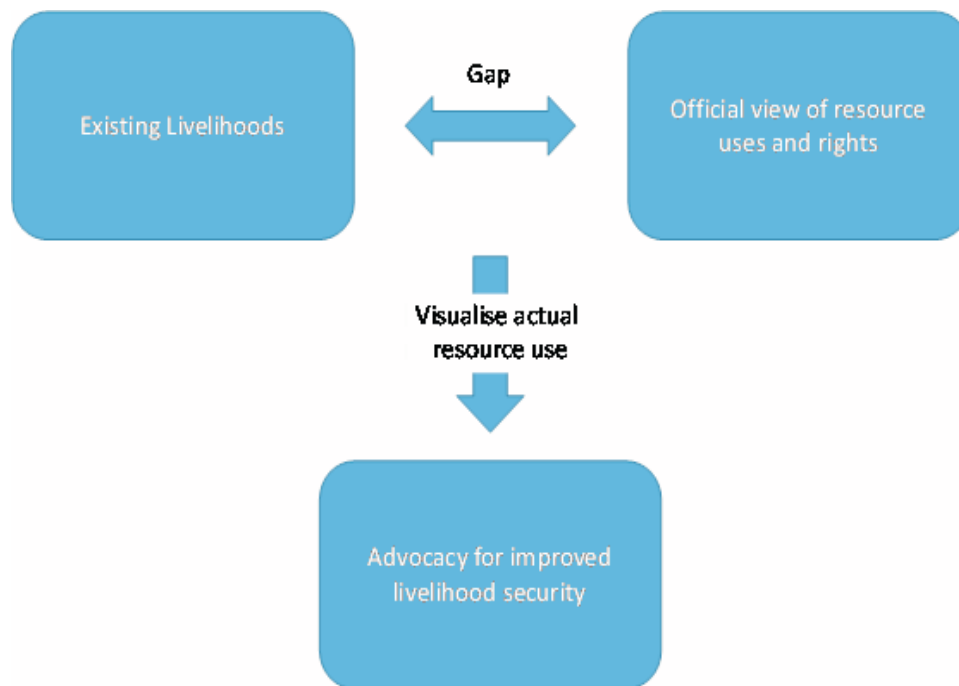 Gap
Existing Livelihoods
Official view of resource
uses and rights
Visualise actual
resource use
Advocacy for improved
livelihood security